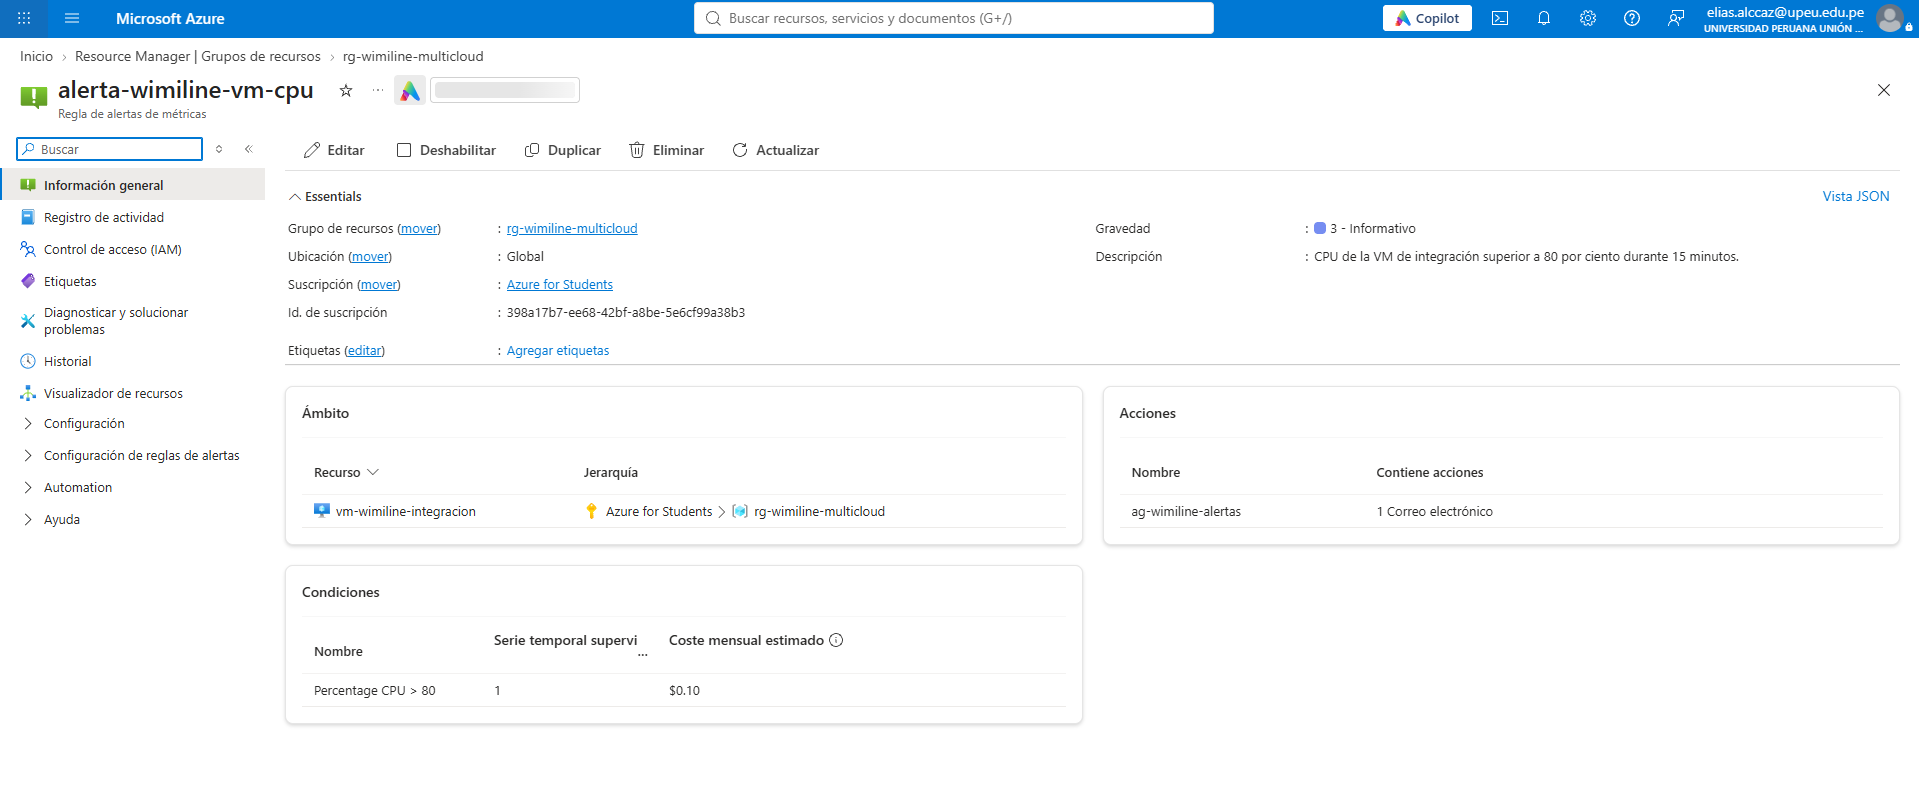 Microsoft Azure
Buscar recursos, servicios y documentos (G+/)
Copilot
elias.alccaz@upeu.edu.pe
UNIVERSIDAD PERUANA UNIÓN ...
Inicio > Resource Manager | Grupos de recursos > rg-wimiline-multicloud
alerta-wimiline-vm-cpu
Regla de alertas de métricas
Buscar
Información general
Registro de actividad
Control de acceso (IAM)
Etiquetas
Diagnosticar y solucionar
problemas
Historial
Visualizador de recursos
Configuración
Configuración de reglas de alertas
Automation
Ayuda
Editar Deshabilitar Duplicar Eliminar Actualizar
Essentials Vista JSON
Grupo de recursos (mover) : rg-wimiline-multicloud
Ubicación (mover) : Global
Suscripción (mover) : Azure for Students
Id. de suscripción : 398a17b7-ee68-42bf-a8be-5e6cf99a38b3
Etiquetas (editar) : Agregar etiquetas
Gravedad : 3 - Informativo
Descripción : CPU de la VM de integración superior a 80 por ciento durante 15 minutos.
Ámbito
Recurso Jerarquía
vm-wimiline-integracion Azure for Students > rg-wimiline-multicloud
Acciones
Nombre Contiene acciones
ag-wimiline-alertas 1 Correo electrónico
Condiciones
Nombre Serie temporal supervi... Coste mensual estimado
Percentage CPU > 80 1 $0.10